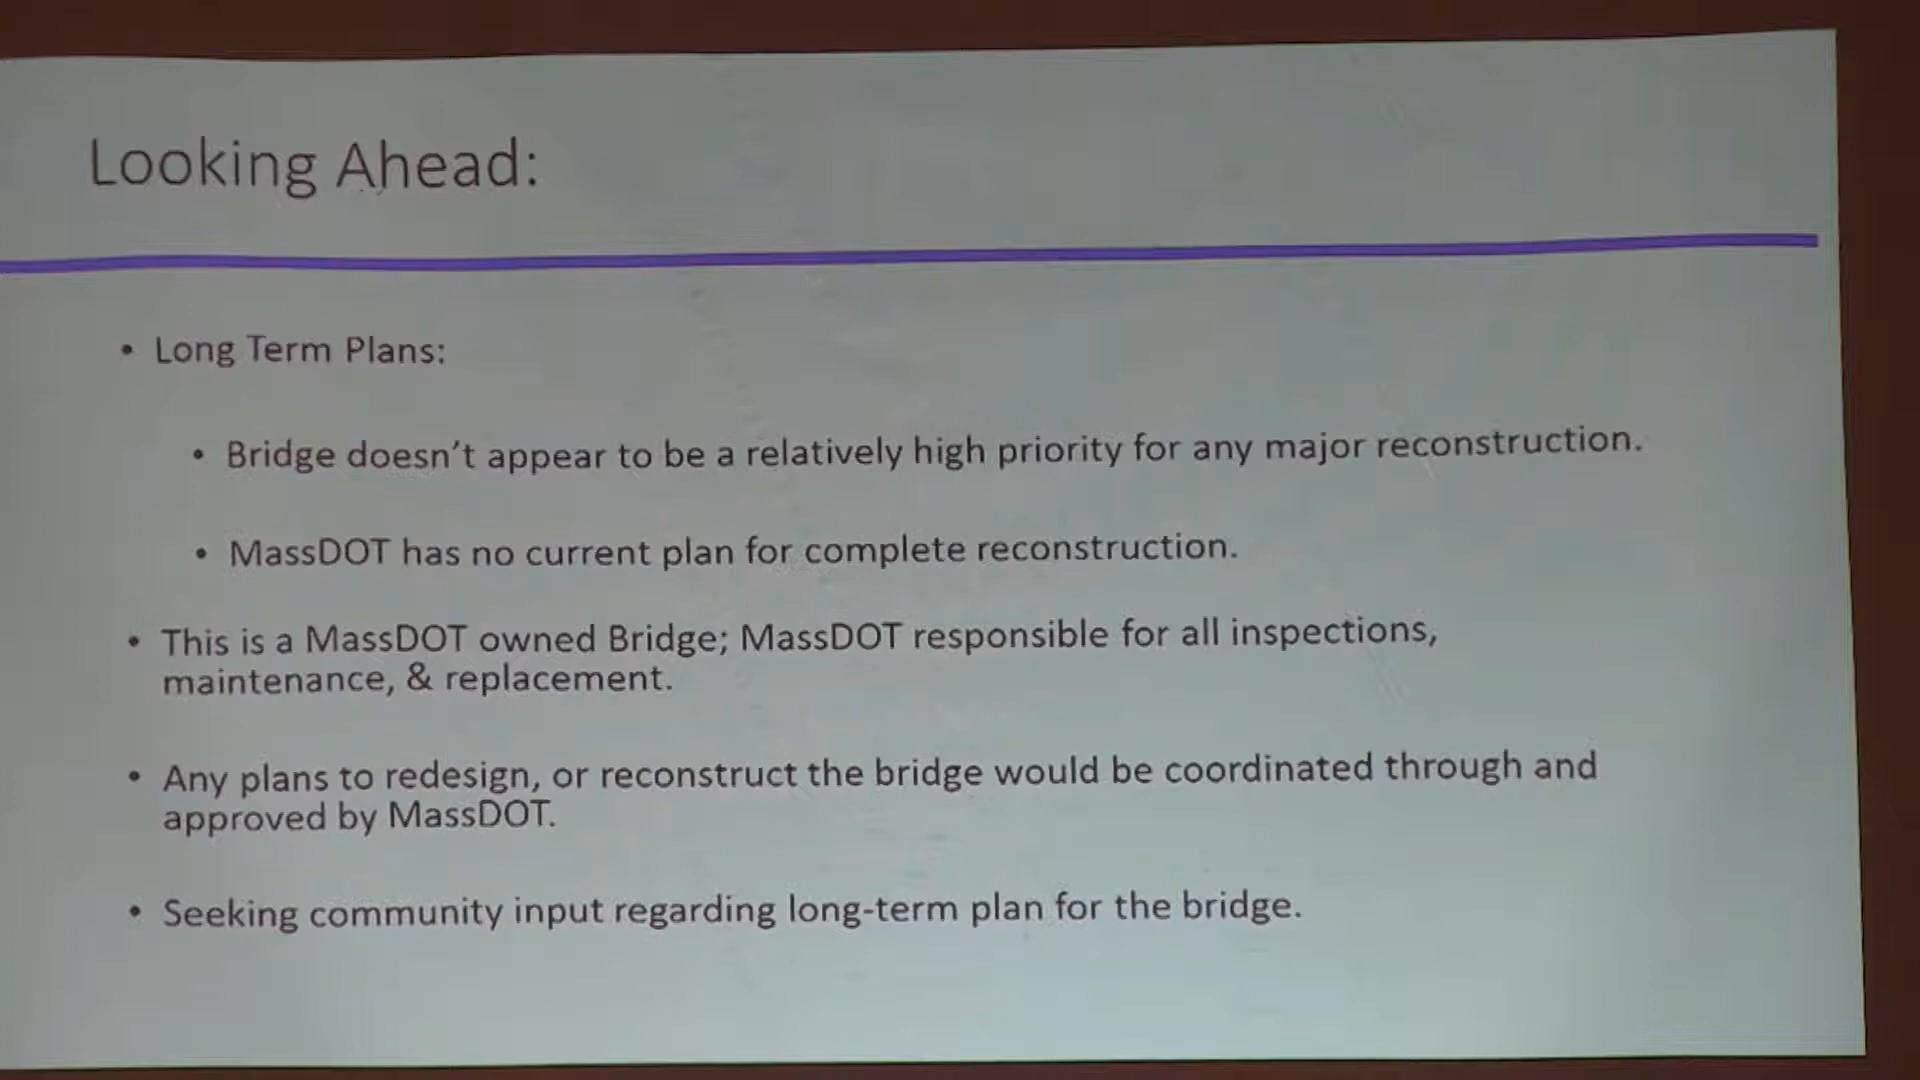 Looking Ahead:
• Long Term Plans:
• Bridge doesn't appear to be a relatively high priority for any major reconstruction.
• MassDOT has no current plan for complete reconstruction.
• This is a MassDOT owned Bridge; MassDOT responsible for all inspections,
maintenance, & replacement.
• Any plans to redesign, or reconstruct the bridge would be coordinated through and
approved by MassDOT.
• Seeking community input regarding long-term plan for the bridge.